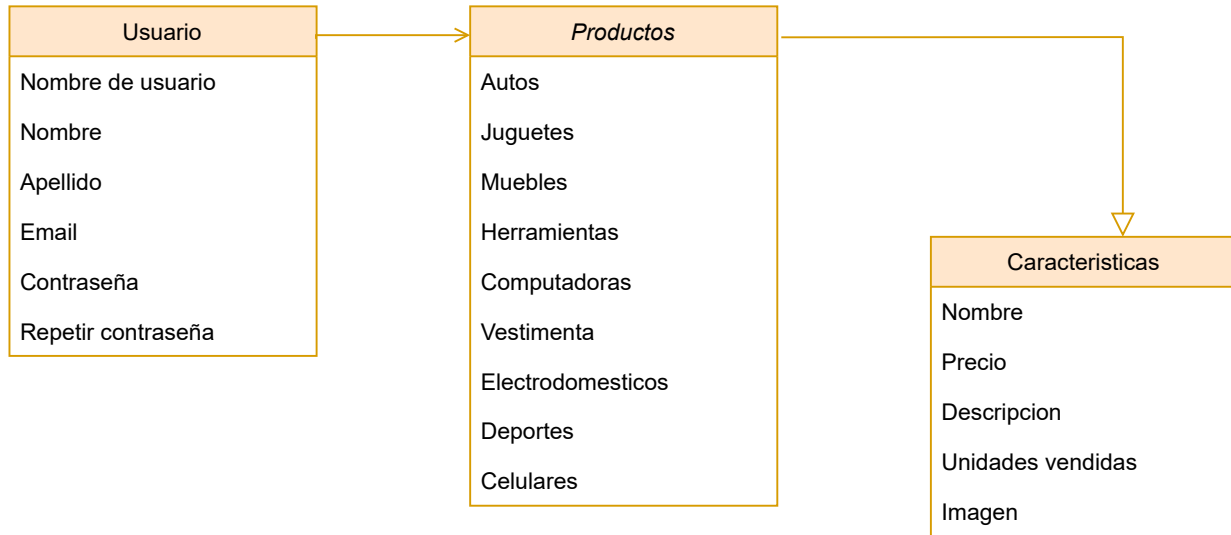 Usuario
Nombre de usuario
Nombre
Apellido
Email
Contraseña
Repetir contraseña
Productos
Autos
Juguetes
Muebles
Herramientas
Computadoras
Vestimenta
Electrodomesticos
Deportes
Celulares
Caracteristicas
Nombre
Precio
Descripcion
Unidades vendidas
Imagen